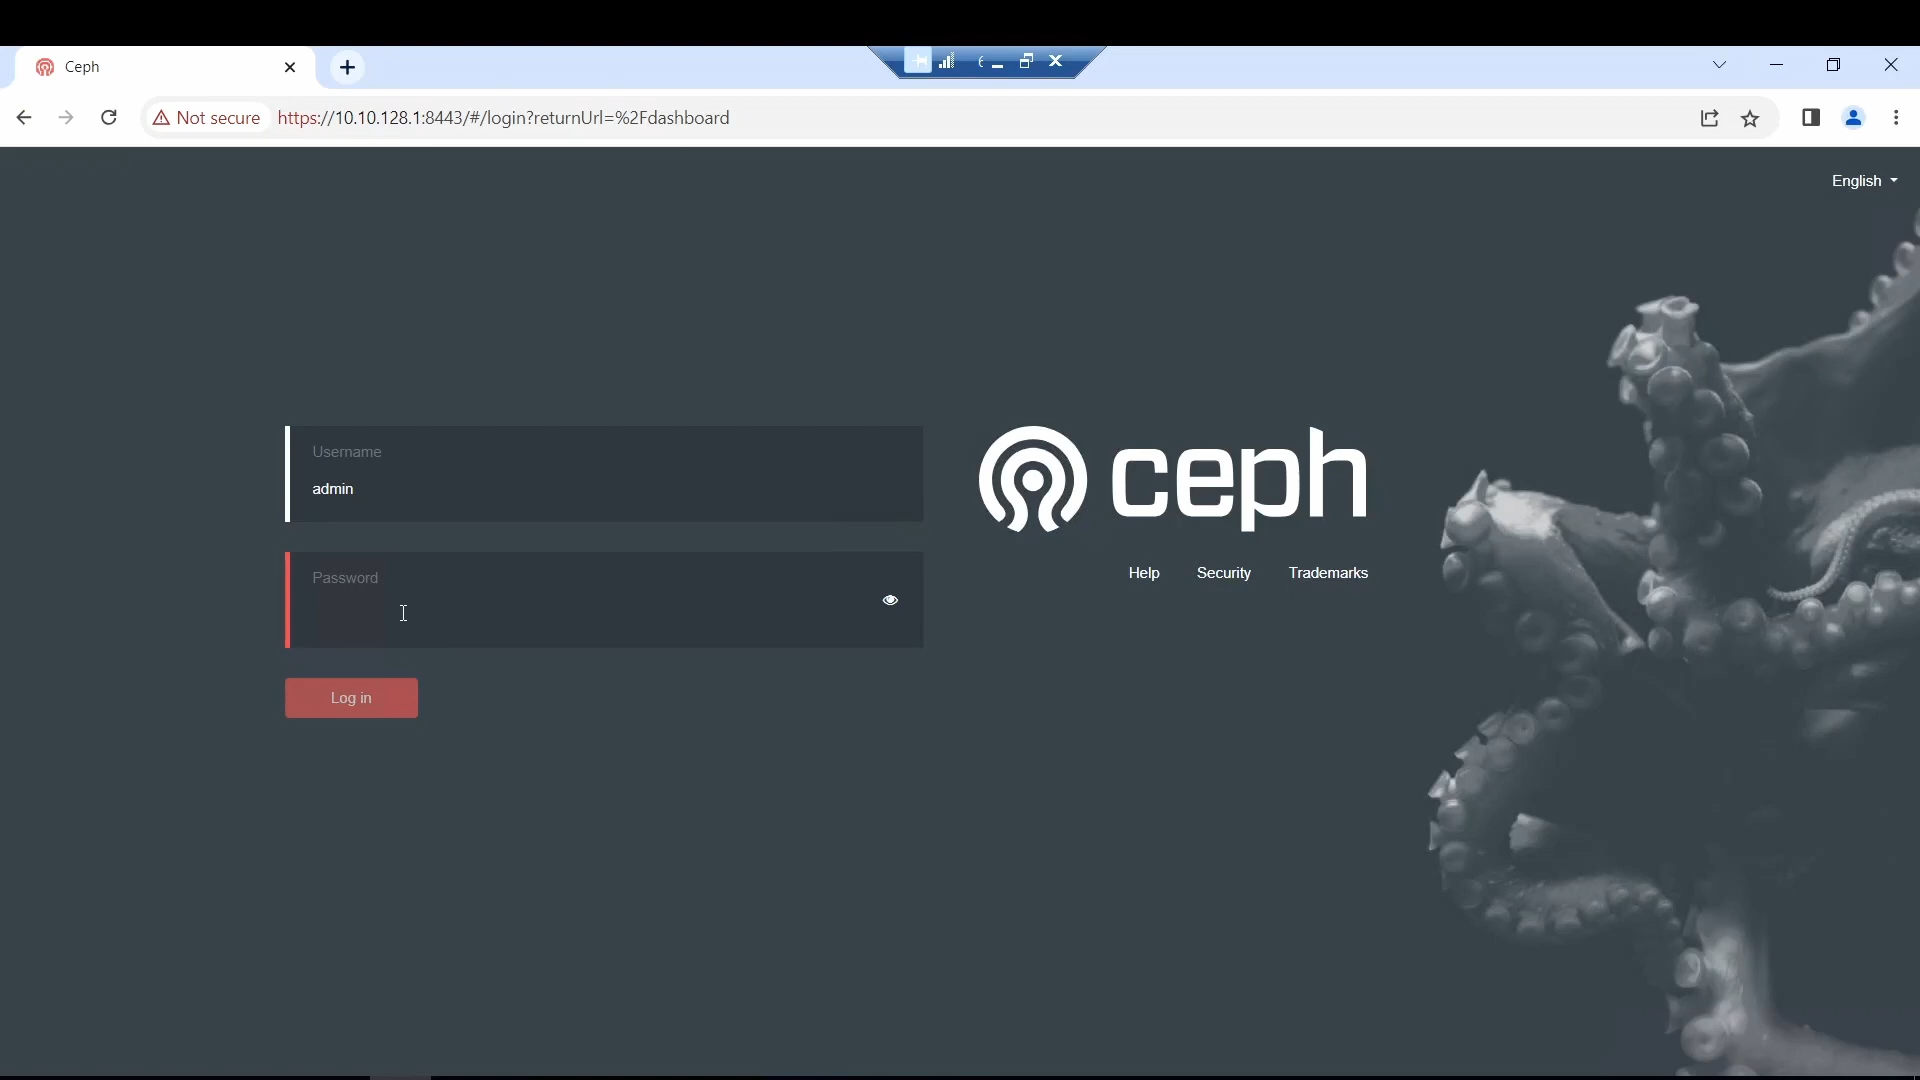 Ceph
Not secure https://10.10.128.1:8443/#/login?returnUrl=%2Fdashboard
English
Username
admin
ceph
Password
Help Security Trademarks
Log in